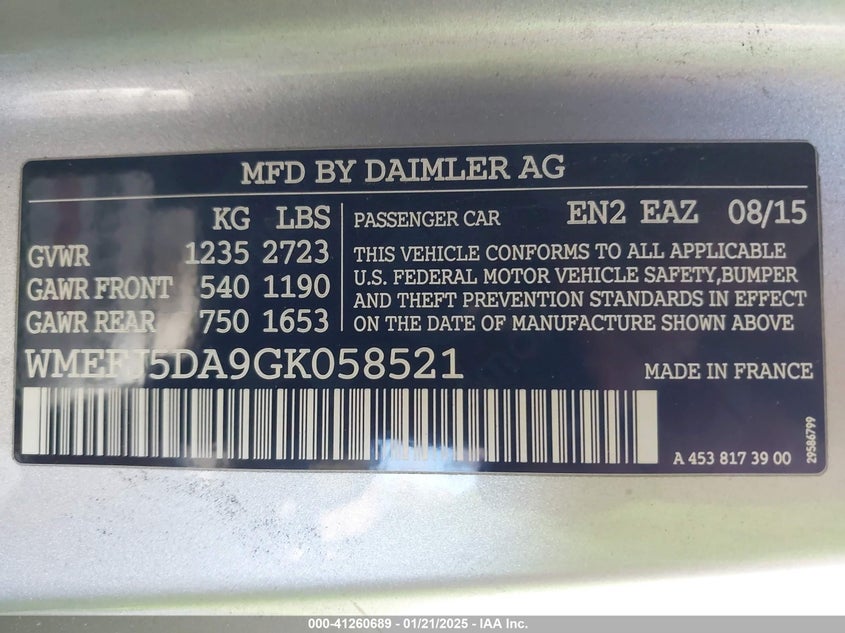 MFD BY DAIMLER AG
KG LBS
GVWR 1235 2723
GAWR FRONT 540 1190
GAWR REAR 750 1653
PASSENGER CAR EN2 EAZ 08/15
THIS VEHICLE CONFORMS TO ALL APPLICABLE
U.S. FEDERAL MOTOR VEHICLE SAFETY,BUMPER
AND THEFT PREVENTION STANDARDS IN EFFECT
ON THE DATE OF MANUFACTURE SHOWN ABOVE
WMEFJ5DA9GK058521
MADE IN FRANCE
A 453 817 39 00
29586799
000-41260689 - 01/21/2025 - IAA Inc.